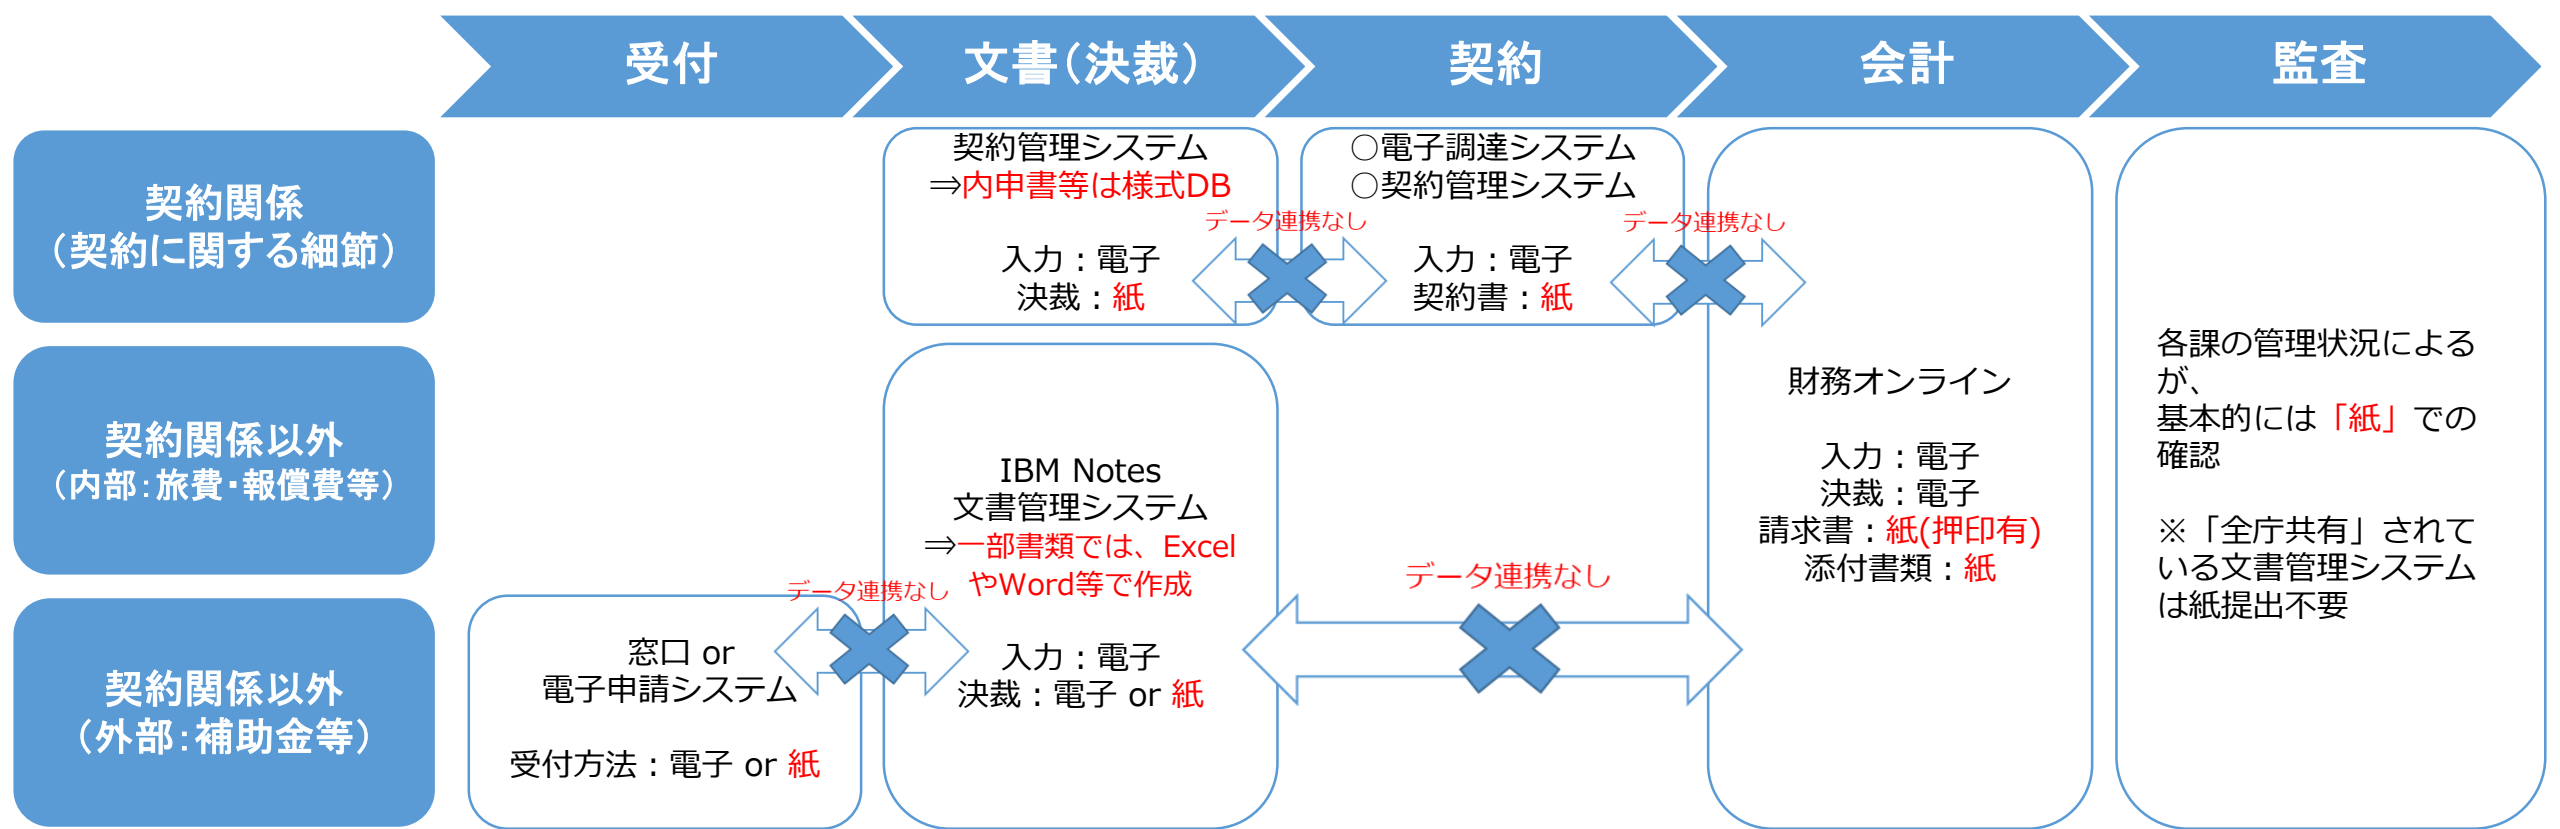 受付
文書（決裁）
契約
会計
監査
契約関係
（契約に関する細節）
契約管理システム
⇒内申書等は様式DB
入力：電子
決裁：紙
データ連携なし
○電子調達システム
○契約管理システム
入力：電子
契約書：紙
データ連携なし
契約関係以外
（内部：旅費・報償費等）
契約関係以外
（外部：補助金等）
窓口 or
電子申請システム
受付方法：電子 or 紙
データ連携なし
IBM Notes
文書管理システム
⇒一部書類では、Excel
やWord等で作成
入力：電子
決裁：電子 or 紙
データ連携なし
財務オンライン
入力：電子
決裁：電子
請求書：紙(押印有)
添付書類：紙
各課の管理状況による
が、
基本的には「紙」での
確認
※「全庁共有」されて
いる文書管理システム
は紙提出不要